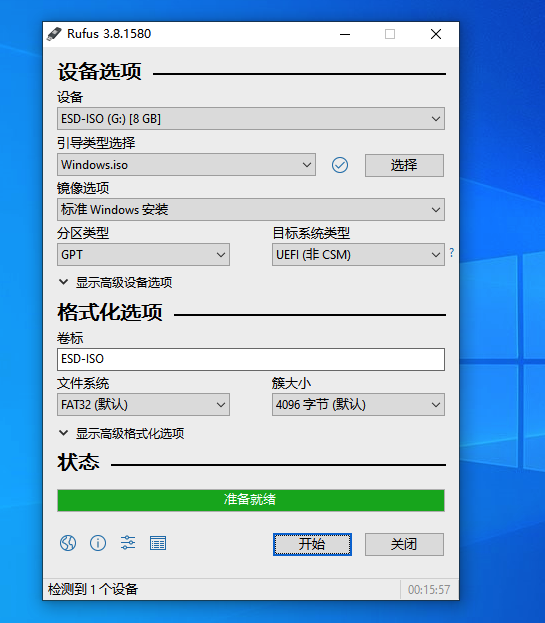 Rufus 3.8.1580
设备选项
设备
ESD-ISO (G:) [8 GB]
引导类型选择
Windows.iso
选择
镜像选项
标准 Windows 安装
分区类型
目标系统类型
GPT
UEFI (非 CSM)
?
显示高级设备选项
格式化选项
卷标
ESD-ISO
文件系统
簇大小
FAT32 (默认)
4096 字节 (默认)
显示高级格式化选项
状态
准备就绪
开始
关闭
检测到 1 个设备
00:15:57